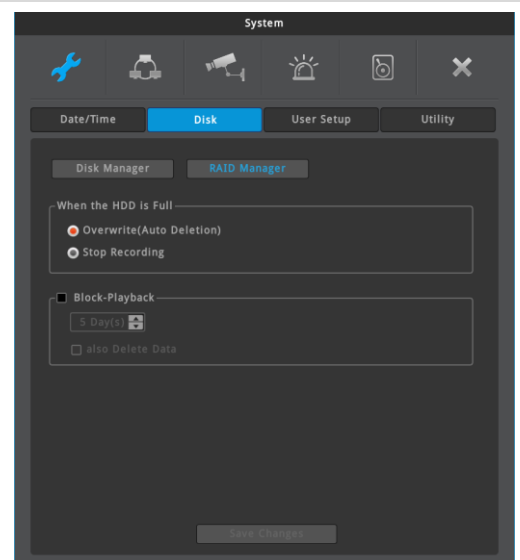 System
Date/Time Disk User Setup Utility
Disk Manager RAID Manager
When the HDD is Full
Overwrite(Auto Deletion)
Stop Recording
Block-Playback
5 Day(s)
also Delete Data
Save Changes